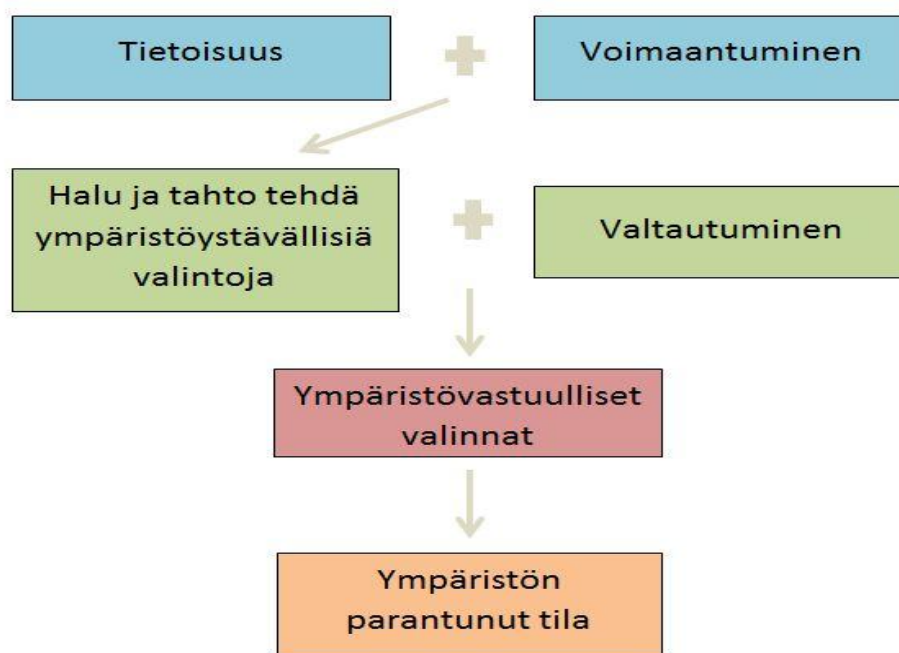 Tietoisuus
Voimaantuminen
Halu ja tahto tehdä
ympäristöystävällisiä
valintoja
Valtautuminen
Ympäristövastuulliset
valinnat
Ympäristön
parantunut tila